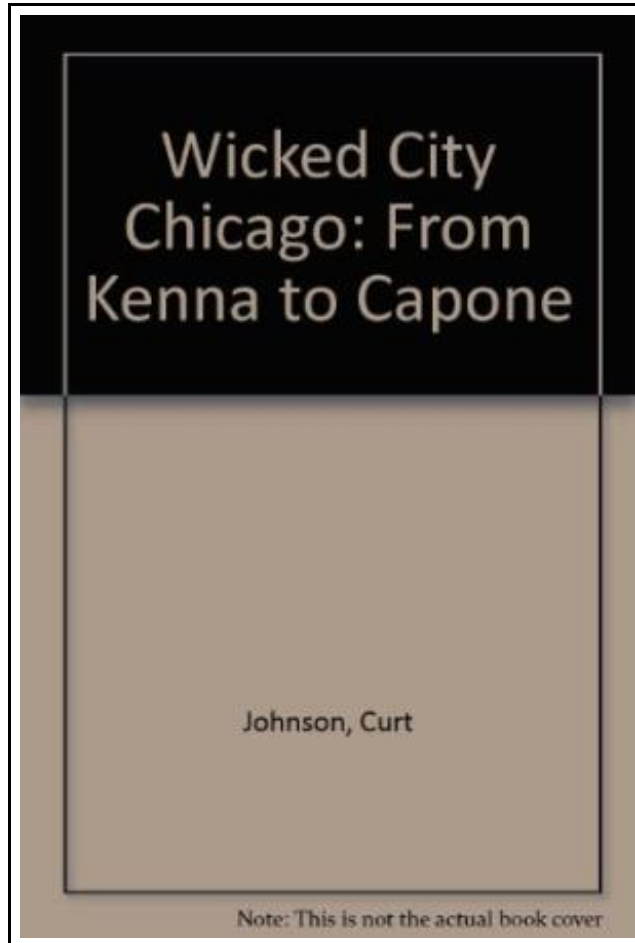 Wicked City
Chicago: From
Kenna to Capone
Johnson, Curt
Note: This is not the actual book cover